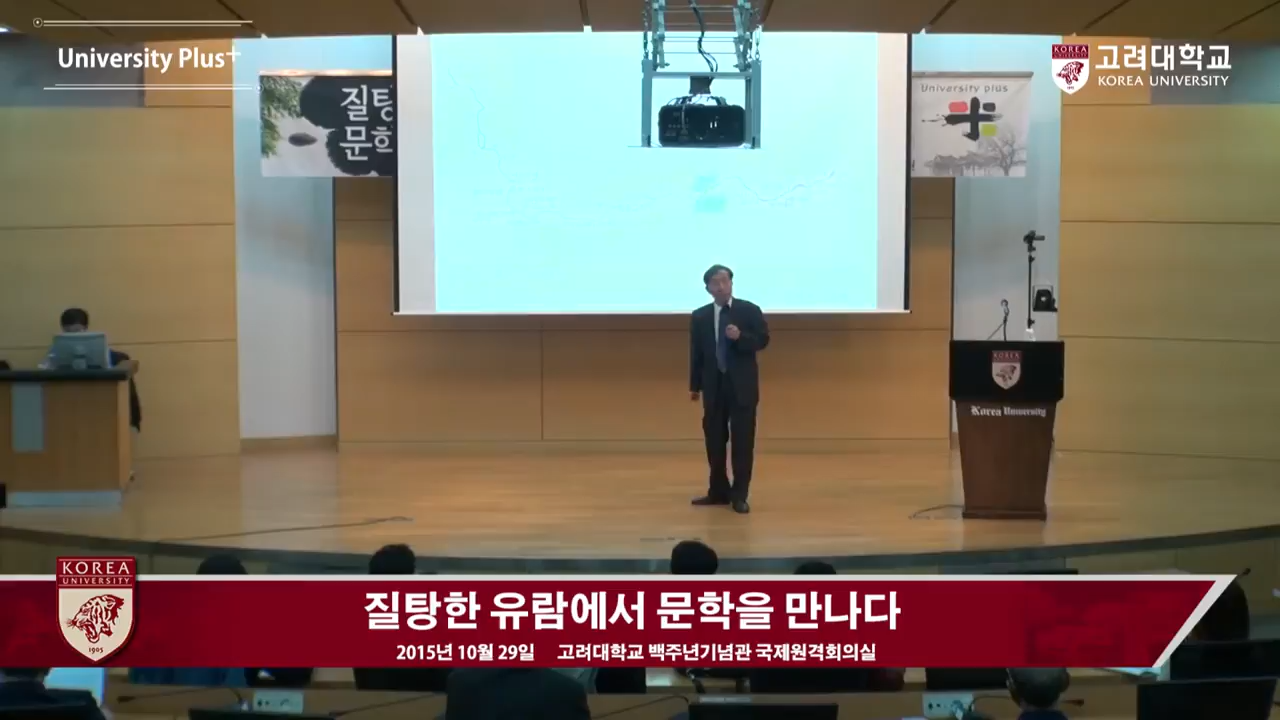 University Plus+
KOREA
UNIVERSITY
고려대학교
KOREA UNIVERSITY
질탕
문학
University plus
KOREA
Korea University
KOREA
UNIVERSITY
1905
질탕한 유람에서 문학을 만나다
2015년 10월 29일 고려대학교 백주년기념관 국제원격회의실